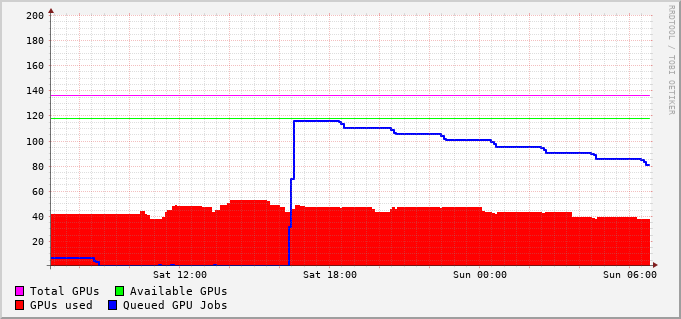 200
180
160
140
120
100
80
60
40
20
Sat 12:00 Sat 18:00 Sun 00:00 Sun 06:00
Total GPUs Available GPUs
GPUs used Queued GPU Jobs
RRDTOOL / TOBI OETIKER